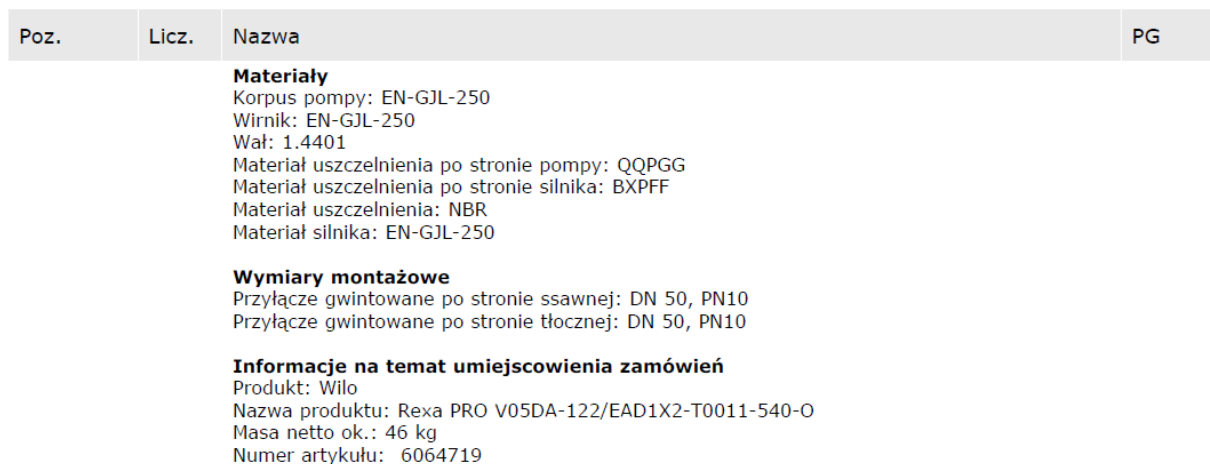 Poz. Licz. Nazwa PG
Materiały
Korpus pompy: EN-GJL-250
Wirnik: EN-GJL-250
Wał: 1.4401
Materiał uszczelnienia po stronie pompy: QQPGG
Materiał uszczelnienia po stronie silnika: BXPFF
Materiał uszczelnienia: NBR
Materiał silnika: EN-GJL-250
Wymiary montażowe
Przyłącze gwintowane po stronie ssawnej: DN 50, PN10
Przyłącze gwintowane po stronie tłocznej: DN 50, PN10
Informacje na temat umiejscowienia zamówień
Produkt: Wilo
Nazwa produktu: Rexa PRO V05DA-122/EAD1X2-T0011-540-O
Masa netto ok.: 46 kg
Numer artykułu: 6064719